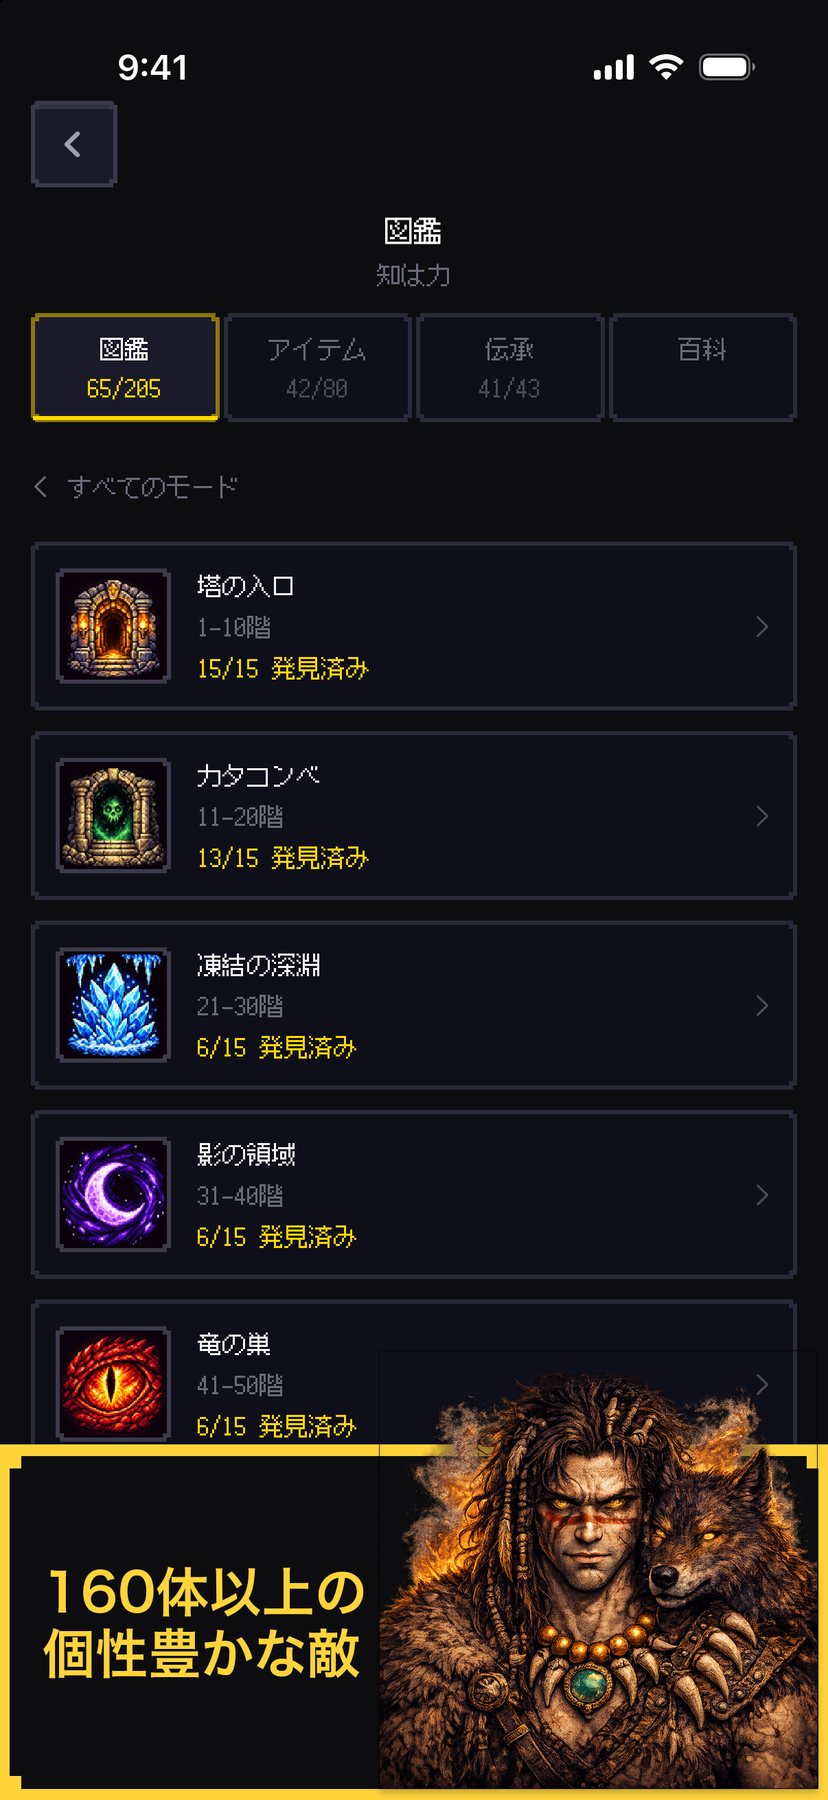 9:41
図鑑
知は力
図鑑
65/205
アイテム
42/80
伝承
41/43
百科
すべてのモード
塔の入口
1-10階
15/15 発見済み
カタコンベ
11-20階
13/15 発見済み
凍結の深淵
21-30階
6/15 発見済み
影の領域
31-40階
6/15 発見済み
竜の巣
41-50階
6/15 発見済み
160体以上の
個性豊かな敵